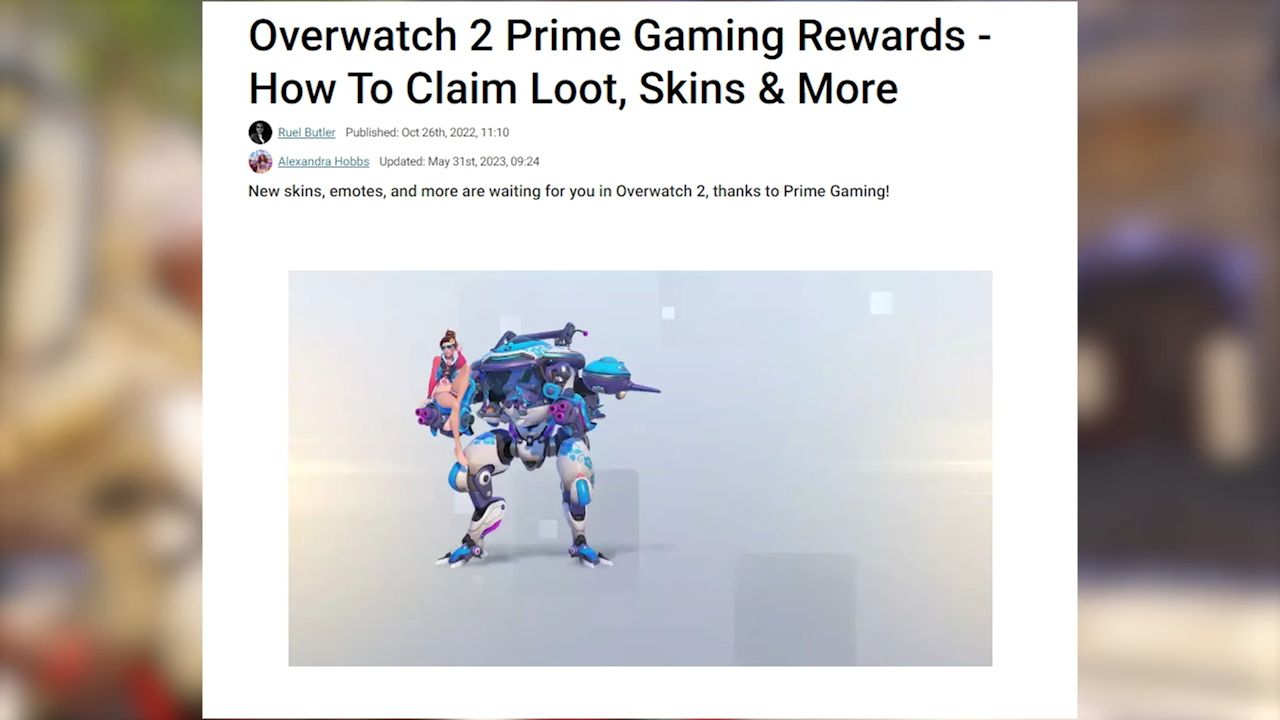 Overwatch 2 Prime Gaming Rewards -
How To Claim Loot, Skins & More
Ruel Butler Published: Oct 26th, 2022, 11:10
Alexandra Hobbs Updated: May 31st, 2023, 09:24
New skins, emotes, and more are waiting for you in Overwatch 2, thanks to Prime Gaming!